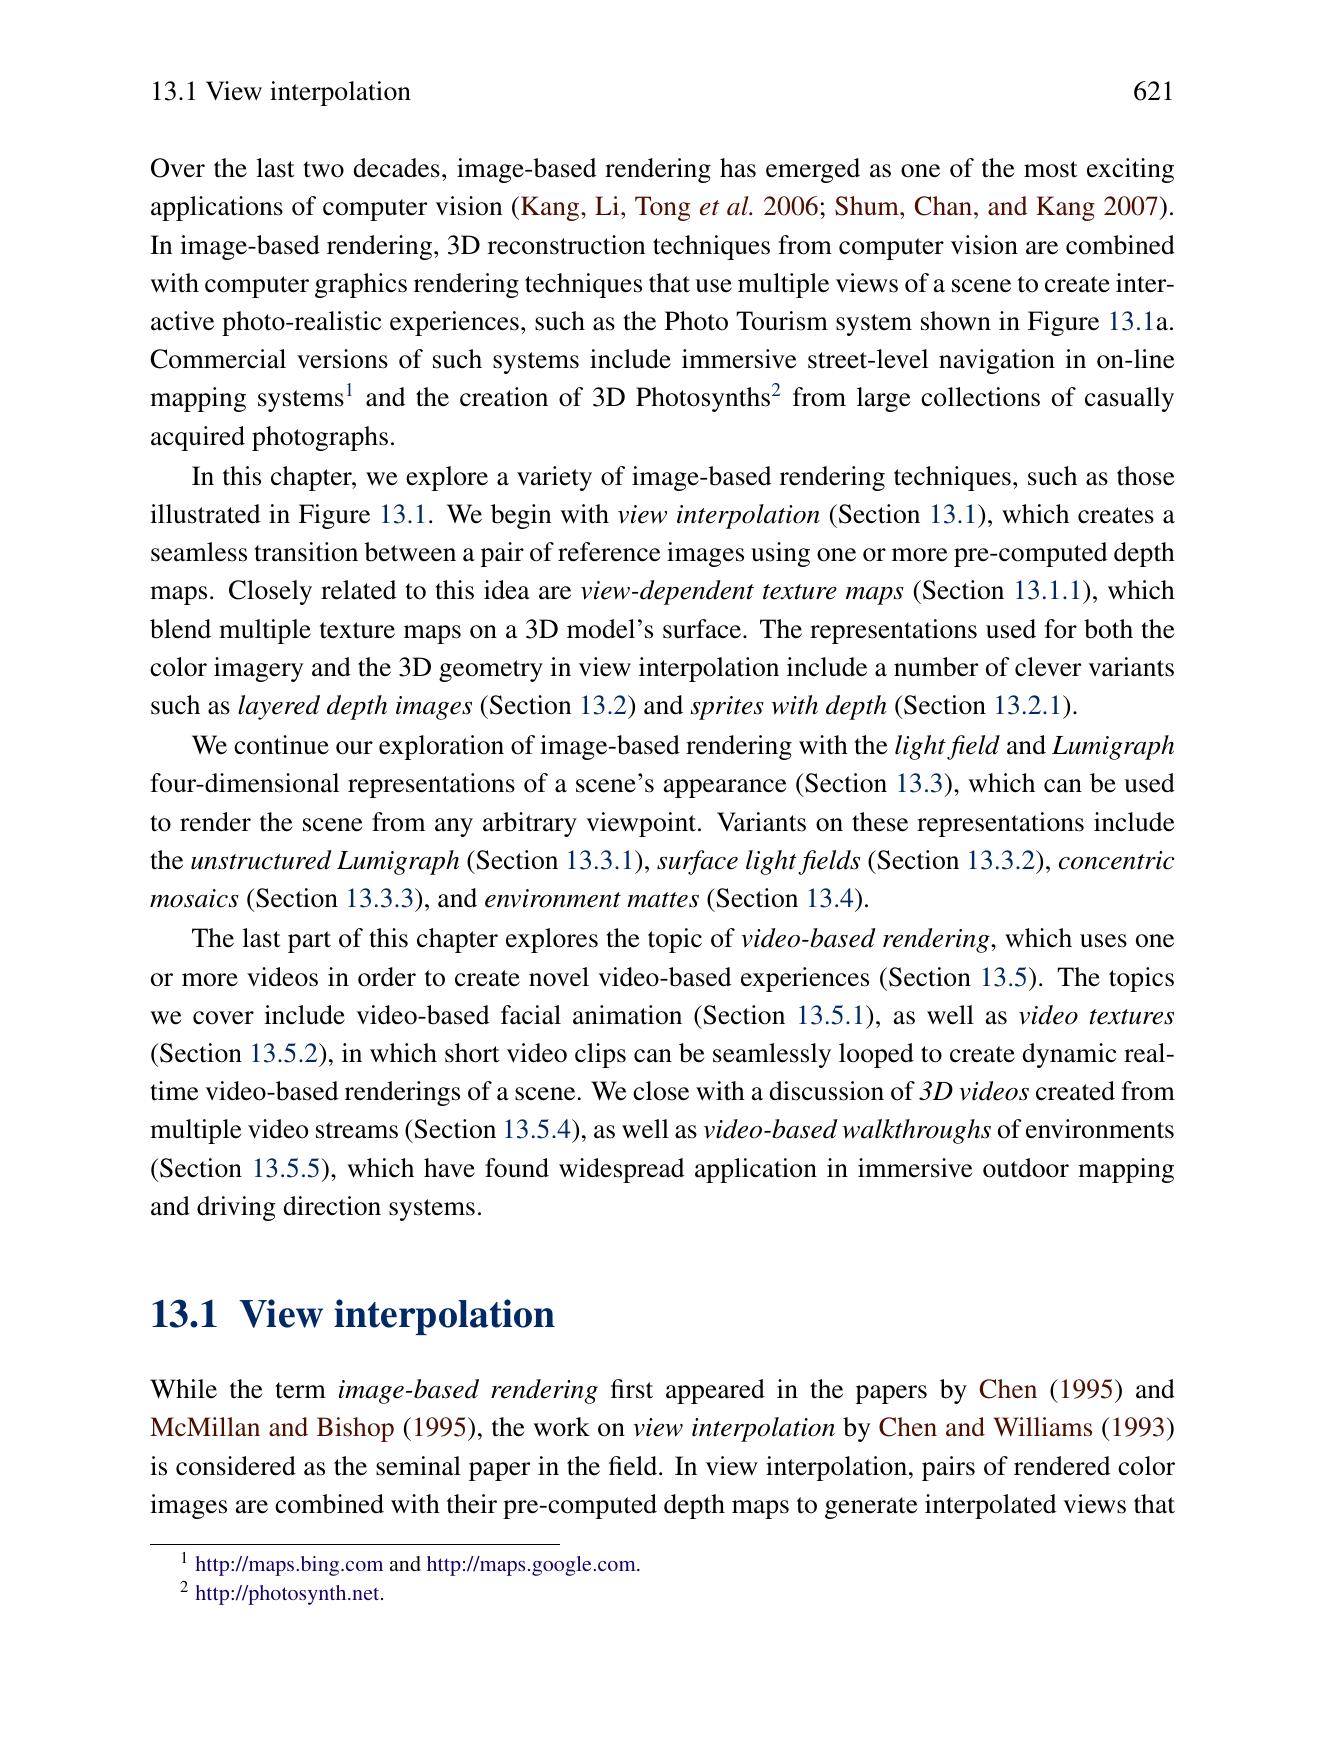 13.1 View interpolation 621
Over the last two decades, image-based rendering has emerged as one of the most exciting
applications of computer vision (Kang, Li, Tong et al. 2006; Shum, Chan, and Kang 2007).
In image-based rendering, 3D reconstruction techniques from computer vision are combined
with computer graphics rendering techniques that use multiple views of a scene to create inter-
active photo-realistic experiences, such as the Photo Tourism system shown in Figure 13.1a.
Commercial versions of such systems include immersive street-level navigation in on-line
mapping systems1 and the creation of 3D Photosynths2 from large collections of casually
acquired photographs.
In this chapter, we explore a variety of image-based rendering techniques, such as those
illustrated in Figure 13.1. We begin with view interpolation (Section 13.1), which creates a
seamless transition between a pair of reference images using one or more pre-computed depth
maps. Closely related to this idea are view-dependent texture maps (Section 13.1.1), which
blend multiple texture maps on a 3D model's surface. The representations used for both the
color imagery and the 3D geometry in view interpolation include a number of clever variants
such as layered depth images (Section 13.2) and sprites with depth (Section 13.2.1).
We continue our exploration of image-based rendering with the light field and Lumigraph
four-dimensional representations of a scene's appearance (Section 13.3), which can be used
to render the scene from any arbitrary viewpoint. Variants on these representations include
the unstructured Lumigraph (Section 13.3.1), surface light fields (Section 13.3.2), concentric
mosaics (Section 13.3.3), and environment mattes (Section 13.4).
The last part of this chapter explores the topic of video-based rendering, which uses one
or more videos in order to create novel video-based experiences (Section 13.5). The topics
we cover include video-based facial animation (Section 13.5.1), as well as video textures
(Section 13.5.2), in which short video clips can be seamlessly looped to create dynamic real-
time video-based renderings of a scene. We close with a discussion of 3D videos created from
multiple video streams (Section 13.5.4), as well as video-based walkthroughs of environments
(Section 13.5.5), which have found widespread application in immersive outdoor mapping
and driving direction systems.
13.1 View interpolation
While the term image-based rendering first appeared in the papers by Chen (1995) and
McMillan and Bishop (1995), the work on view interpolation by Chen and Williams (1993)
is considered as the seminal paper in the field. In view interpolation, pairs of rendered color
images are combined with their pre-computed depth maps to generate interpolated views that
1 http://maps.bing.com and http://maps.google.com.
2 http://photosynth.net.